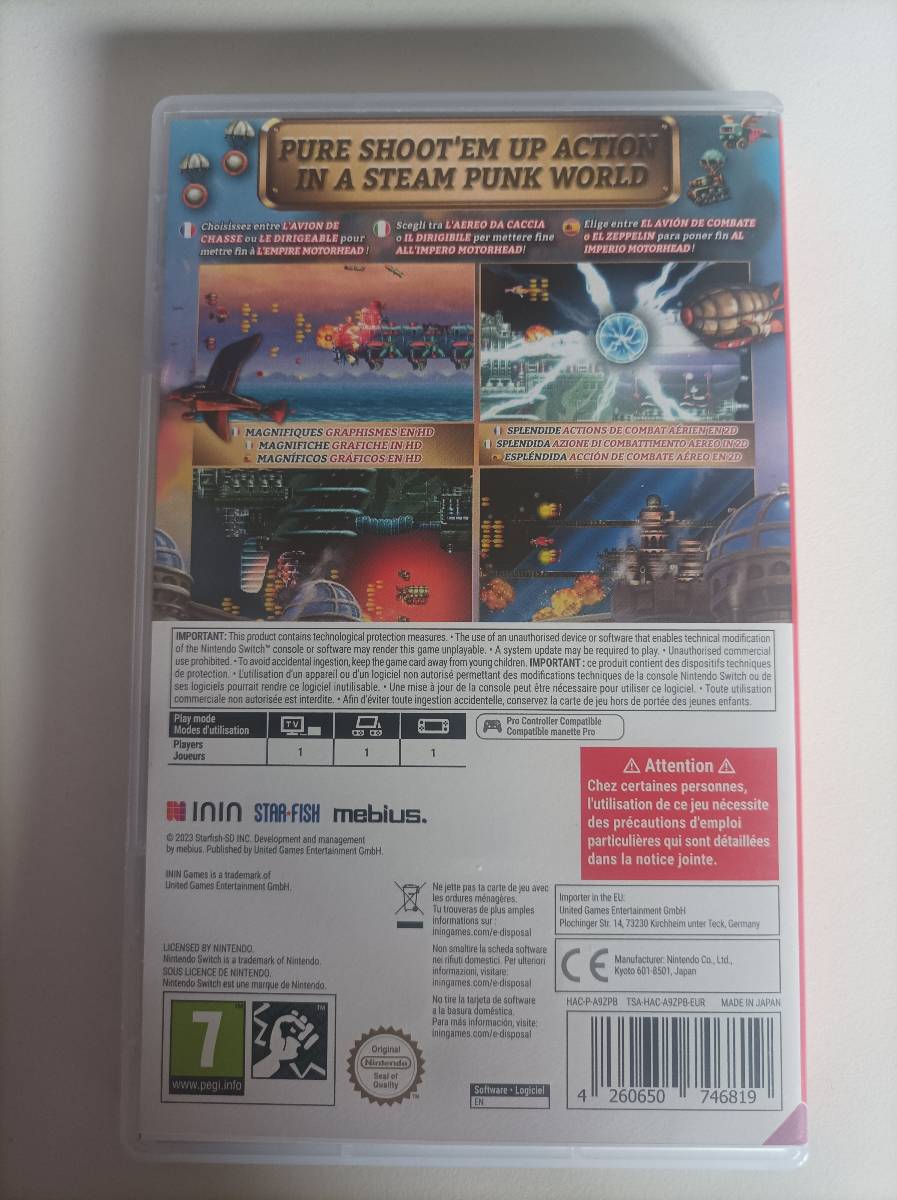 PURE SHOOT'EM UP ACTION
IN A STEAM PUNK WORLD
Choisissez entre L'AVION DE
CHASSE ou LE DIRIGEABLE pour
mettre fin à L'EMPIRE MOTORHEAD !
Scegli tra L'AEREO DA CACCIA
o IL DIRIGIBILE per mettere fine
ALL'IMPERO MOTORHEAD!
Elige entre EL AVIÓN DE COMBATE
o EL ZEPPELIN para poner fin AL
IMPERIO MOTORHEAD !
MAGNIFIQUES GRAPHISMES EN HD
MAGNIFICHE GRAFICHE IN HD
MAGNÍFICOS GRÁFICOS EN HD
SPLENDIDE ACTIONS DE COMBAT AÉRIEN EN 2D
SPLENDIDA AZIONE DI COMBATTIMENTO AEREO IN 2D
ESPLÉNDIDA ACCIÓN DE COMBATE AÉREO EN 2D
IMPORTANT: This product contains technological protection measures. • The use of an unauthorised device or software that enables technical modification
of the Nintendo Switch™ console or software may render this game unplayable. • A system update may be required to play. • Unauthorised commercial
use prohibited. • To avoid accidental ingestion, keep the game card away from young children. IMPORTANT : ce produit contient des dispositifs techniques
de protection. • L'utilisation d'un appareil ou d'un logiciel non autorisé permettant des modifications techniques de la console Nintendo Switch ou de
ses logiciels pourrait rendre ce logiciel inutilisable. • Une mise à jour de la console peut être nécessaire pour utiliser ce logiciel. • Toute utilisation
commerciale non autorisée est interdite. • Afin d'éviter toute ingestion accidentelle, conservez la carte de jeu hors de portée des jeunes enfants.
Play mode
Modes d'utilisation
TV
Players
Joueurs
1 1 1
Pro Controller Compatible
Compatible manette Pro
Attention
Chez certaines personnes,
l'utilisation de ce jeu nécessite
des précautions d'emploi
particulières qui sont détaillées
dans la notice jointe.
ININ STAR-FISH mebius.
© 2023 Starfish-SD INC. Development and management
by mebius. Published by United Games Entertainment GmbH.
ININ Games is a trademark of
United Games Entertainment GmbH.
LICENSED BY NINTENDO.
Nintendo Switch is a trademark of Nintendo.
SOUS LICENCE DE NINTENDO.
Nintendo Switch est une marque de Nintendo.
Ne jette pas ta carte de jeu avec
les ordures ménagères.
Tu trouveras de plus amples
informations sur :
iningames.com/e-disposal
Non smaltire la scheda software
nei rifiuti domestici. Per ulteriori
informazioni, visitare:
iningames.com/e-disposal
No tire la tarjeta de software
a la basura doméstica.
Para más información, visite:
iningames.com/e-disposal
Importer in the EU:
United Games Entertainment GmbH
Plochinger Str. 14, 73230 Kirchheim unter Teck, Germany
CE
Manufacturer: Nintendo Co., Ltd.,
Kyoto 601-8501, Japan
HAC-P-A9ZPB TSA-HAC-A9ZPB-EUR MADE IN JAPAN
7
www.pegi.info
TM
Original
Nintendo
Seal of
Quality
TM
Software • Logiciel
EN
4 260650 746819